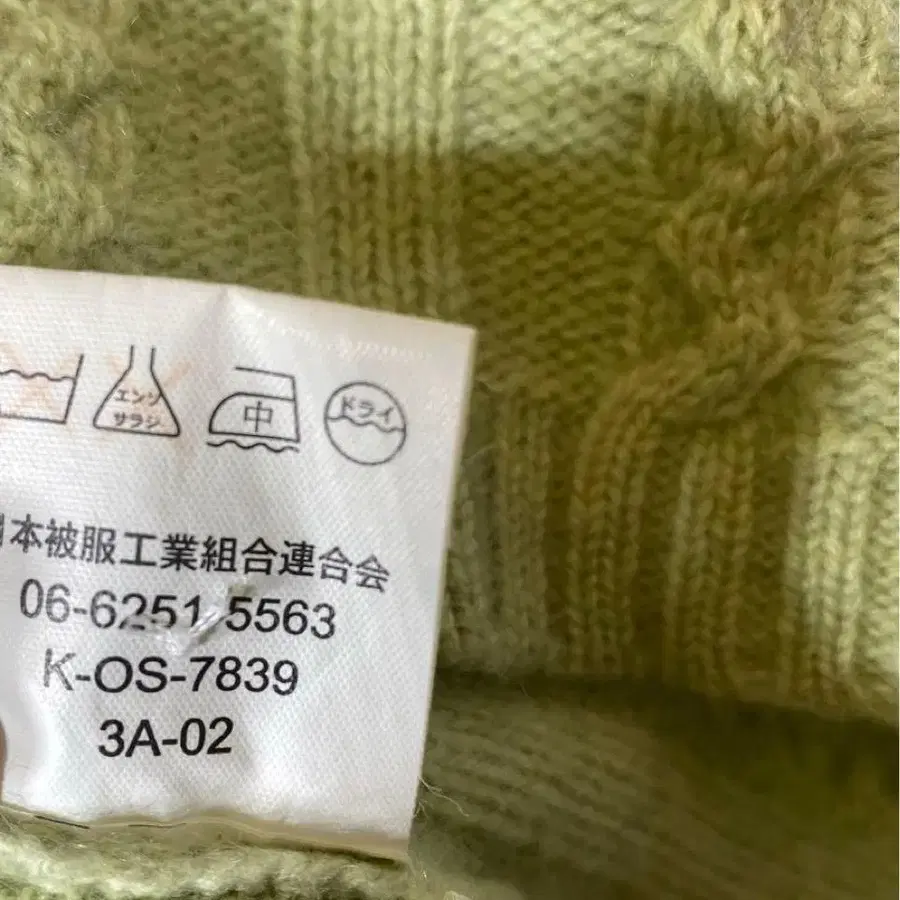 エンソ
サラシ
中
ドライ
日本被服工業組合連合会
06-6251-5563
K-OS-7839
3A-02